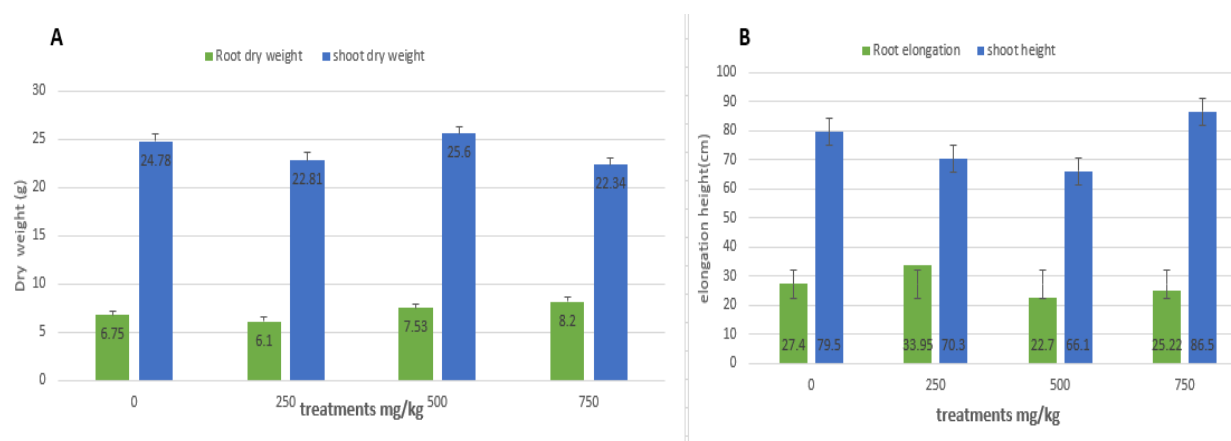 A
Root dry weight shoot dry weight
Dry weight (g)
30
25
20
15
10
5
0
24.78
22.81
25.6
22.34
6.75
6.1
7.53
8.2
0 250 500 750
treatments mg/kg
B
Root elongation shoot height
elongation height(cm)
100
90
80
70
60
50
40
30
20
10
0
27.4 79.5 33.95 70.3 22.7 66.1 25.22 86.5
0 250 500 750
treatments mg/kg